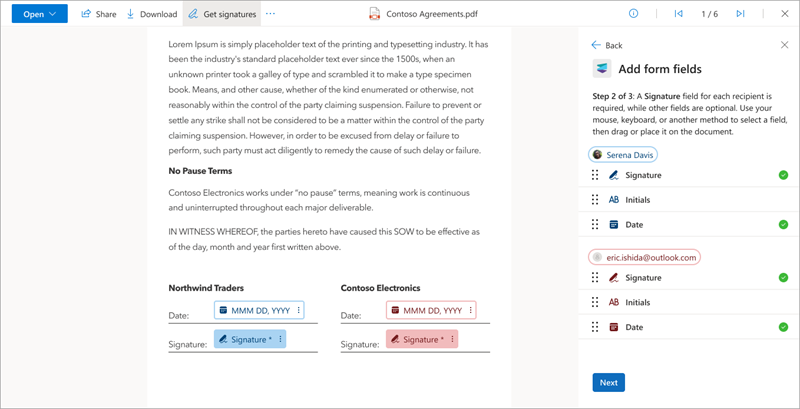 Open Share Download Get signatures ··· Contoso Agreements.pdf 1 / 6
Lorem Ipsum is simply placeholder text of the printing and typesetting industry. It has
been the industry's standard placeholder text ever since the 1500s, when an
unknown printer took a galley of type and scrambled it to make a type specimen
book. Means, and other cause, whether of the kind enumerated or otherwise, not
reasonably within the control of the party claiming suspension. Failure to prevent or
settle any strike shall not be considered to be a matter within the control of the party
claiming suspension. However, in order to be excused from delay or failure to
perform, such party must act diligently to remedy the cause of such delay or failure.
No Pause Terms
Contoso Electronics works under "no pause" terms, meaning work is continuous
and uninterrupted throughout each major deliverable.
IN WITNESS WHEREOF, the parties hereto have caused this SOW to be effective as
of the day, month and year first written above.
Northwind Traders
Date: MMM DD, YYYY
Signature: Signature *
Contoso Electronics
Date: MMM DD, YYYY
Signature: Signature *
Back
Add form fields
Step 2 of 3: A Signature field for each recipient is
required, while other fields are optional. Use your
mouse, keyboard, or another method to select a field,
then drag or place it on the document.
Serena Davis
Signature
AB Initials
Date
eric.ishida@outlook.com
Signature
AB Initials
Date
Next